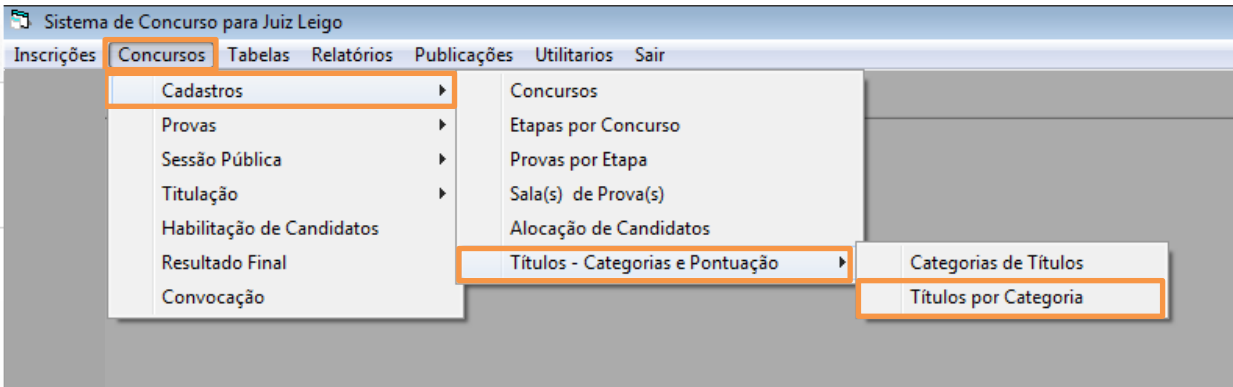 Sistema de Concurso para Juiz Leigo
Inscrições Concursos Tabelas Relatórios Publicações Utilitarios Sair
Cadastros
Provas
Sessão Pública
Titulação
Habilitação de Candidatos
Resultado Final
Convocação
Concursos
Etapas por Concurso
Provas por Etapa
Sala(s) de Prova(s)
Alocação de Candidatos
Títulos - Categorias e Pontuação
Categorias de Títulos
Títulos por Categoria